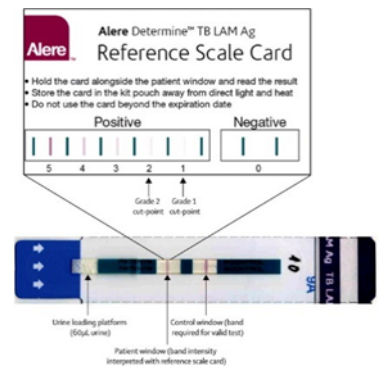 Alere Determine™ TB LAM Ag
Alere
Reference Scale Card
• Hold the card alongside the patient window and read the result
• Store the card in the kit pouch away from direct light and heat
• Do not use the card beyond the expiration date
Positive Negative
5 4 3 2 1 0
Grade 2 Grade 1
cut-point cut-point
M Ag TB LA
Urine loading platform
(60µL urine)
Control window (band
required for valid test)
Patient window (band intensity
interpreted with reference scale card)